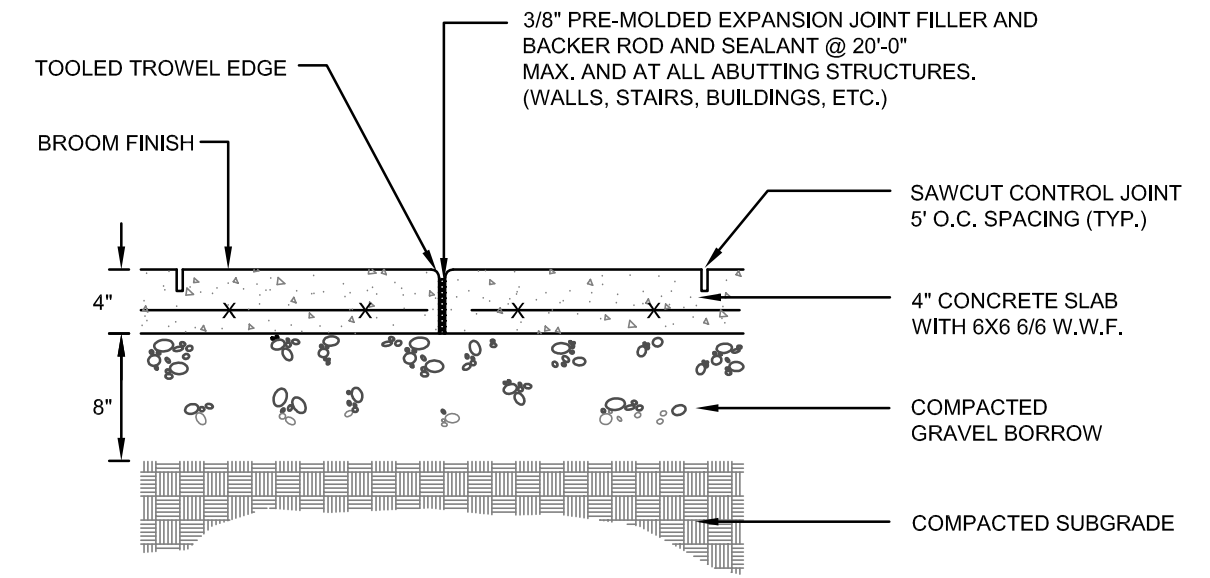 3/8" PRE-MOLDED EXPANSION JOINT FILLER AND
BACKER ROD AND SEALANT @ 20'-0"
MAX. AND AT ALL ABUTTING STRUCTURES.
(WALLS, STAIRS, BUILDINGS, ETC.)
TOOLED TROWEL EDGE
BROOM FINISH
SAWCUT CONTROL JOINT
5' O.C. SPACING (TYP.)
4"
4" CONCRETE SLAB
WITH 6X6 6/6 W.W.F.
8"
COMPACTED
GRAVEL BORROW
COMPACTED SUBGRADE